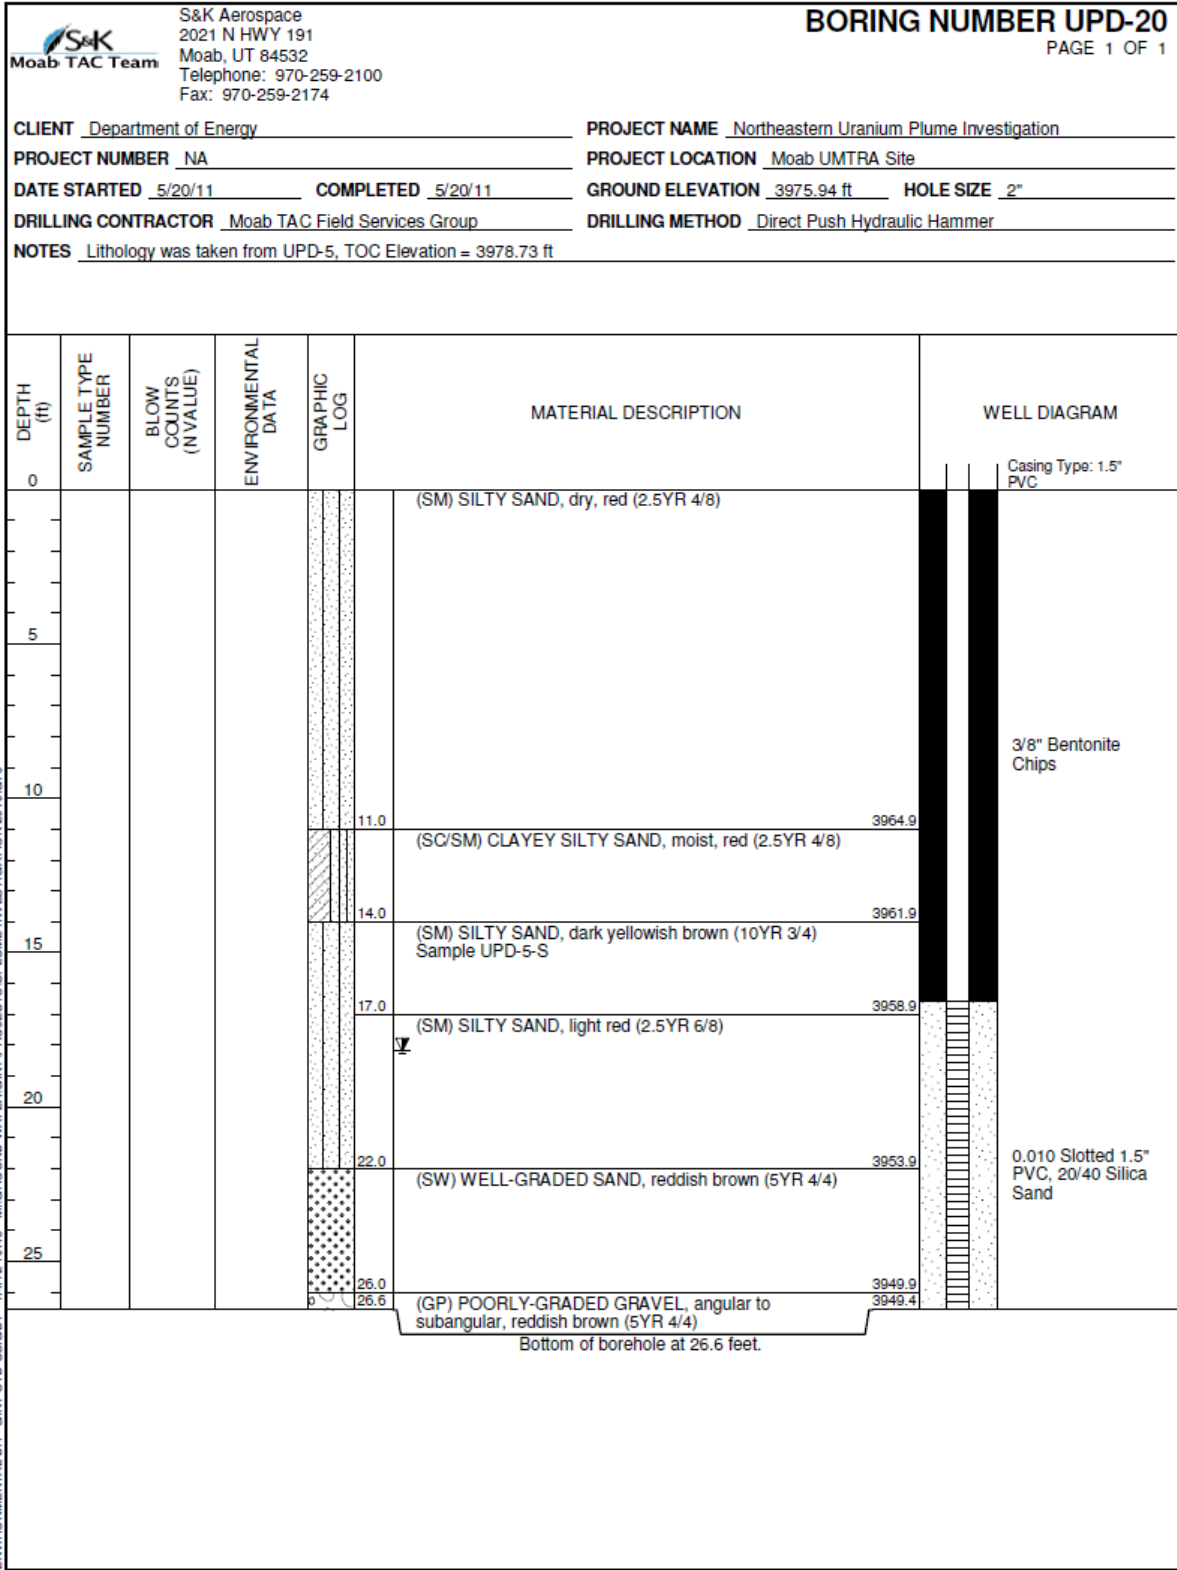 S&K
Moab TAC Team
S&K Aerospace
2021 N HWY 191
Moab, UT 84532
Telephone: 970-259-2100
Fax: 970-259-2174
BORING NUMBER UPD-20
PAGE 1 OF 1
CLIENT Department of Energy
PROJECT NAME Northeastern Uranium Plume Investigation
PROJECT NUMBER NA
PROJECT LOCATION Moab UMTRA Site
DATE STARTED 5/20/11 COMPLETED 5/20/11
GROUND ELEVATION 3975.94 ft HOLE SIZE 2"
DRILLING CONTRACTOR Moab TAC Field Services Group
DRILLING METHOD Direct Push Hydraulic Hammer
NOTES Lithology was taken from UPD-5, TOC Elevation = 3978.73 ft
DEPTH
(ft)
SAMPLE TYPE
NUMBER
BLOW
COUNTS
(N VALUE)
ENVIRONMENTAL
DATA
GRAPHIC
LOG
MATERIAL DESCRIPTION
WELL DIAGRAM
Casing Type: 1.5"
PVC
0
(SM) SILTY SAND, dry, red (2.5YR 4/8)
5
3/8" Bentonite
Chips
10
11.0
3964.9
(SC/SM) CLAYEY SILTY SAND, moist, red (2.5YR 4/8)
14.0
3961.9
(SM) SILTY SAND, dark yellowish brown (10YR 3/4)
Sample UPD-5-S
15
17.0
3958.9
(SM) SILTY SAND, light red (2.5YR 6/8)
20
22.0
3953.9
(SW) WELL-GRADED SAND, reddish brown (5YR 4/4)
0.010 Slotted 1.5"
PVC, 20/40 Silica
Sand
25
26.0
3949.9
26.6
3949.4
(GP) POORLY-GRADED GRAVEL, angular to
subangular, reddish brown (5YR 4/4)
Bottom of borehole at 26.6 feet.